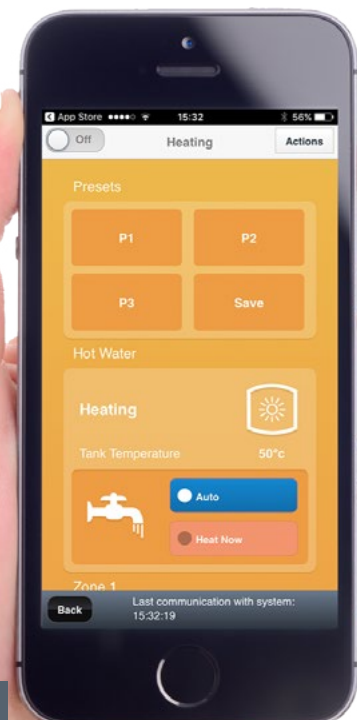 App Store 15:32 56%
Off Heating Actions
Presets
P1 P2
P3 Save
Hot Water
Heating
Tank Temperature 50°c
Auto
Heat Now
Zone 1
Back Last communication with system:
15:32:19